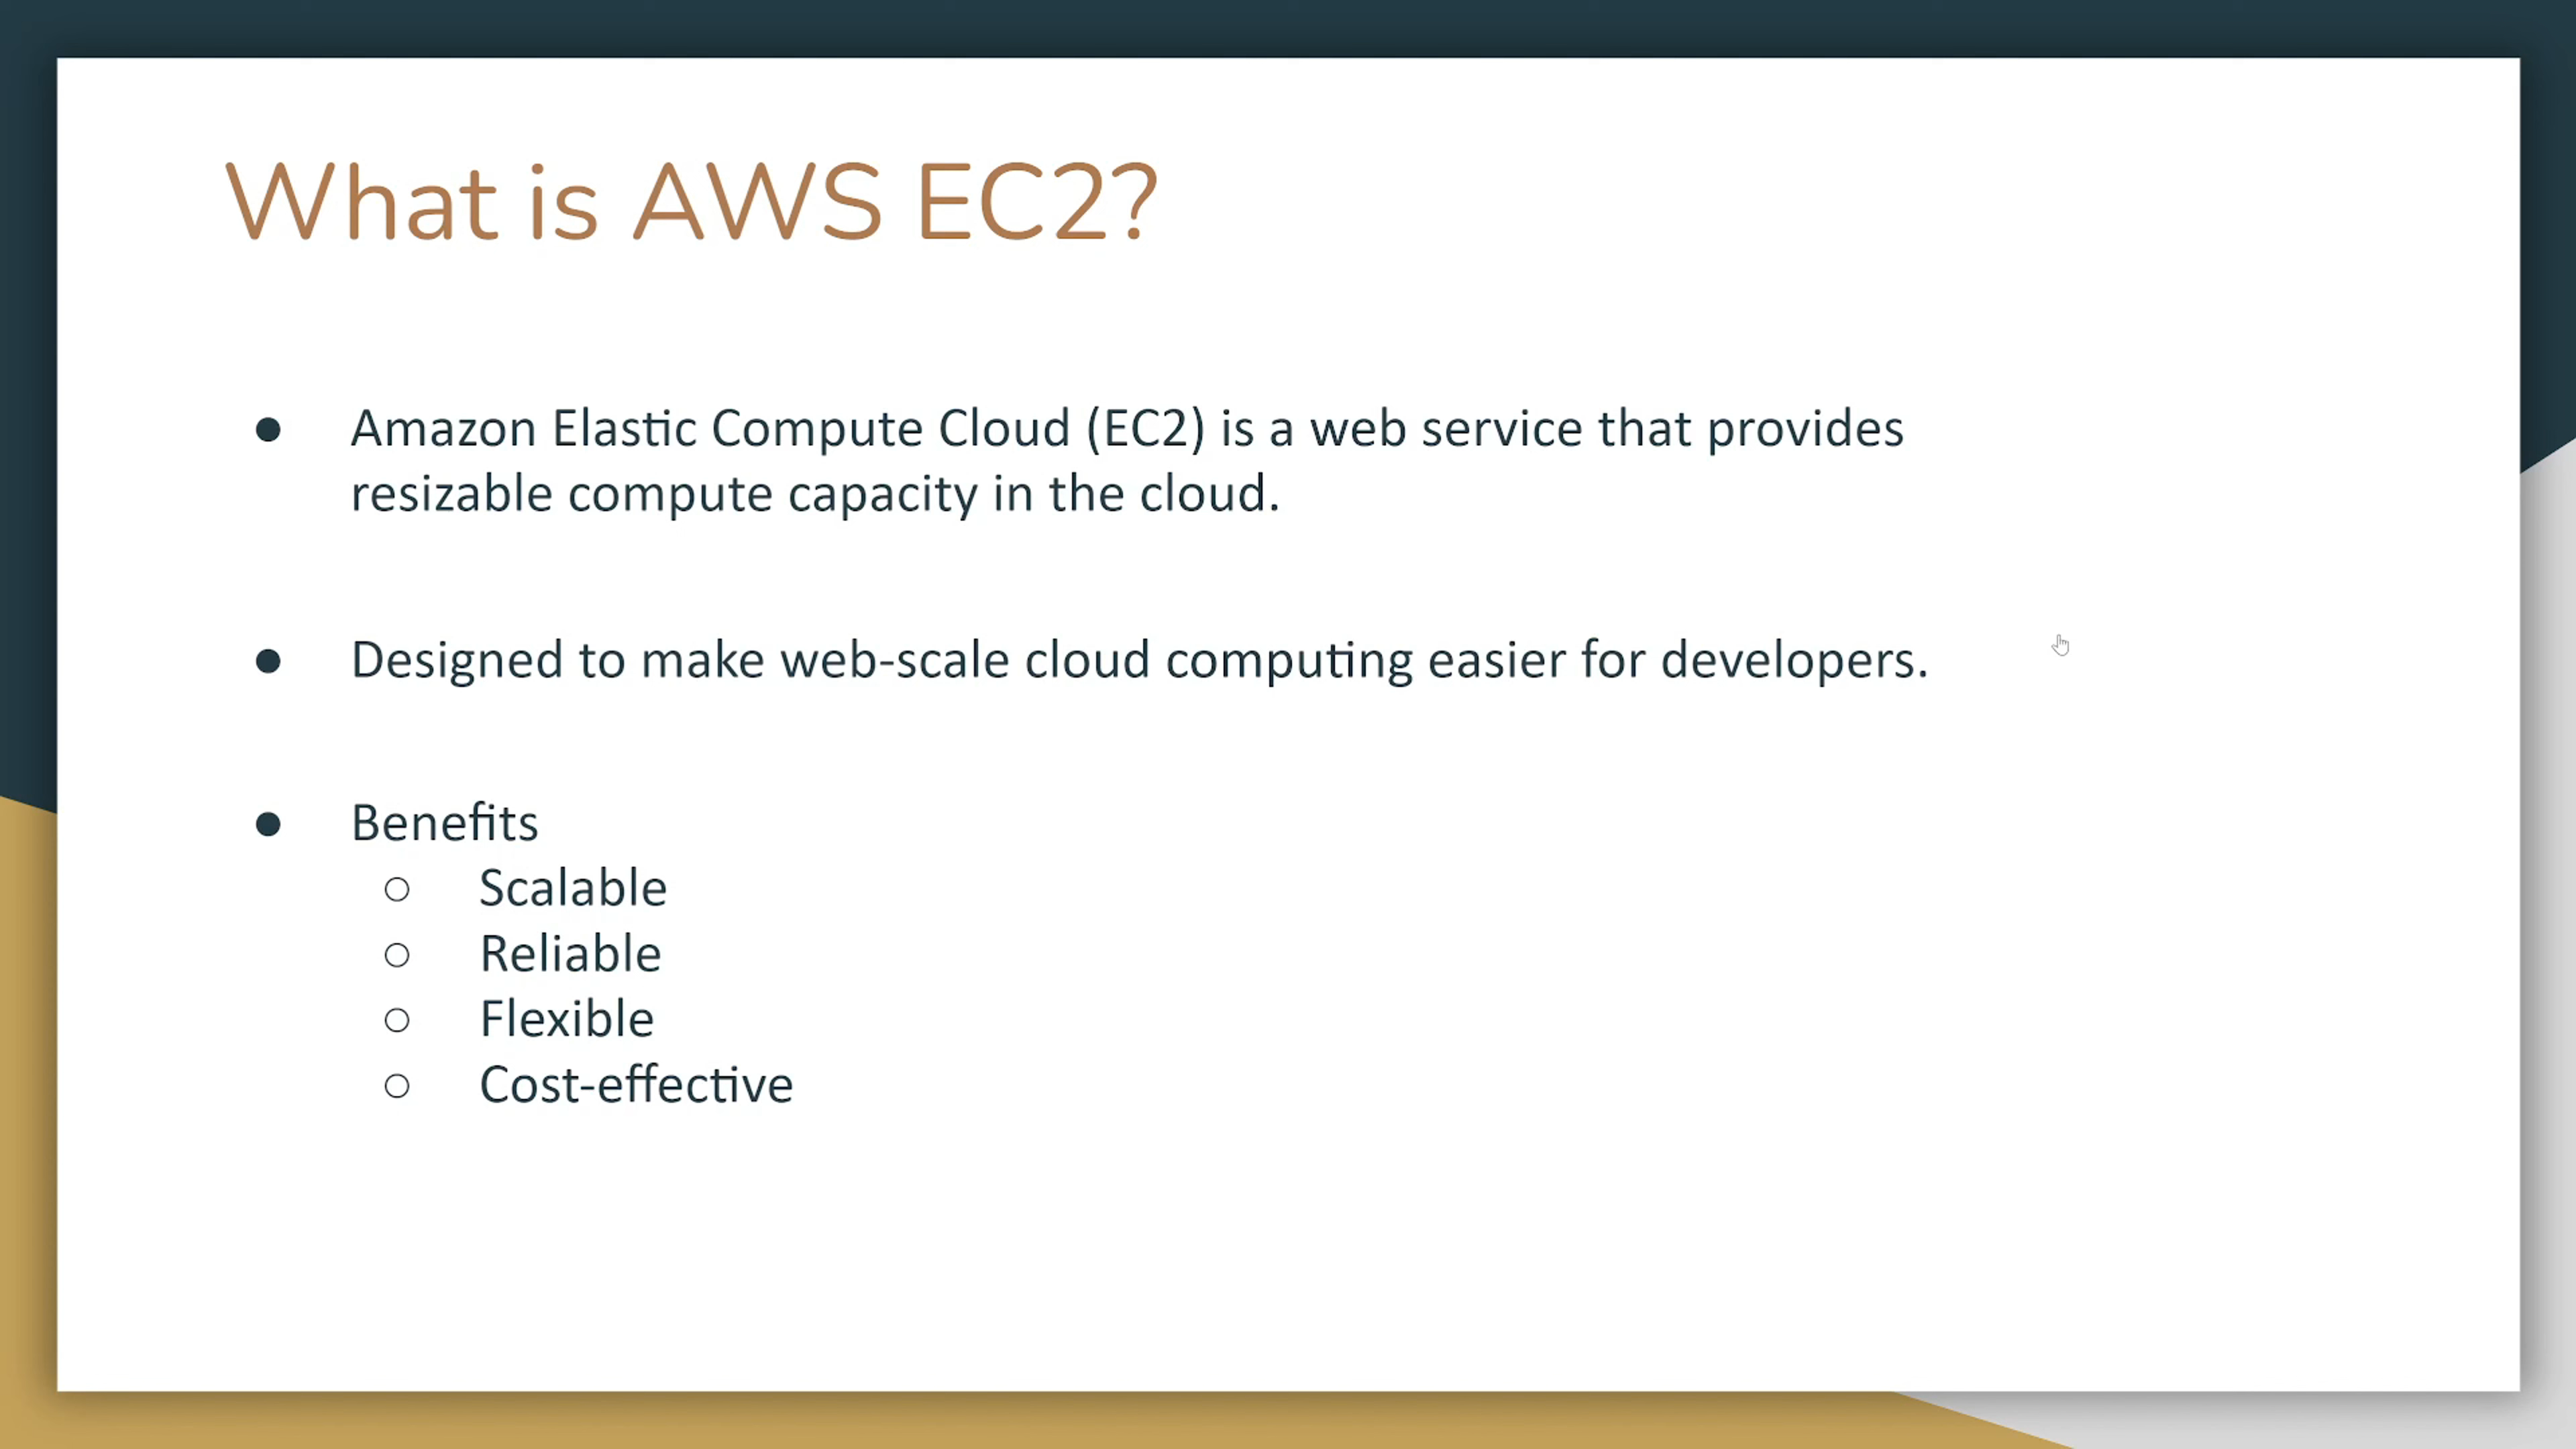 What is AWS EC2?
● Amazon Elastic Compute Cloud (EC2) is a web service that provides
resizable compute capacity in the cloud.
● Designed to make web-scale cloud computing easier for developers.
● Benefits
○ Scalable
○ Reliable
○ Flexible
○ Cost-effective